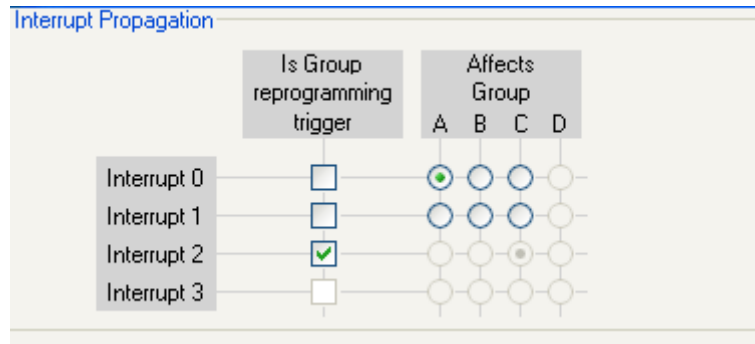 Interrupt Propagation
Is Group
reprogramming
trigger
Affects
Group
A B C D
Interrupt 0
Interrupt 1
Interrupt 2
Interrupt 3